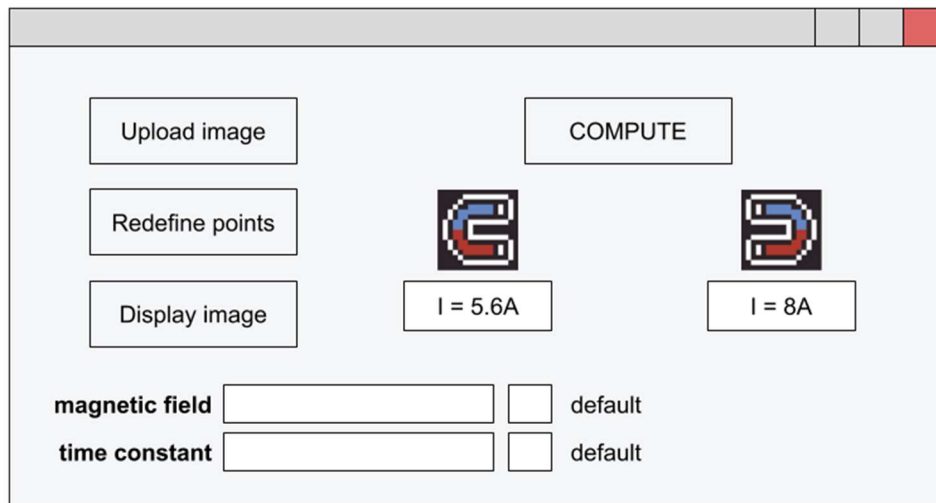 Upload image
COMPUTE
Redefine points
Display image
I = 5.6A
I = 8A
magnetic field
default
time constant
default